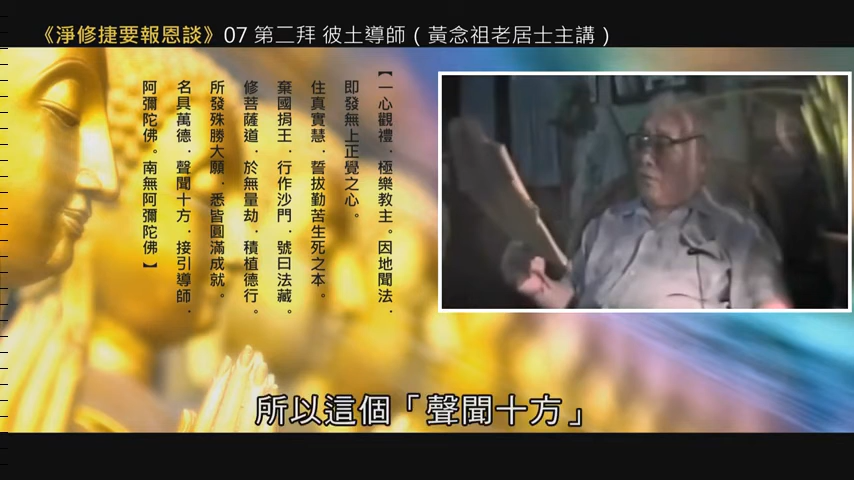 《淨修捷要報恩談》07 第二拜 彼土導師（黃念祖老居士主講）
【一心觀禮．極樂教主。因地聞法．
即發無上正覺之心。
住真實慧．誓拔勤苦生死之本．
棄國捐王．行作沙門．號曰法藏。
修菩薩道．於無量劫．積植德行。
所發殊勝大願．悉皆圓滿成就。
名具萬德．聲聞十方．接引導師．
阿彌陀佛。南無阿彌陀佛】
所以這個「聲聞十方」